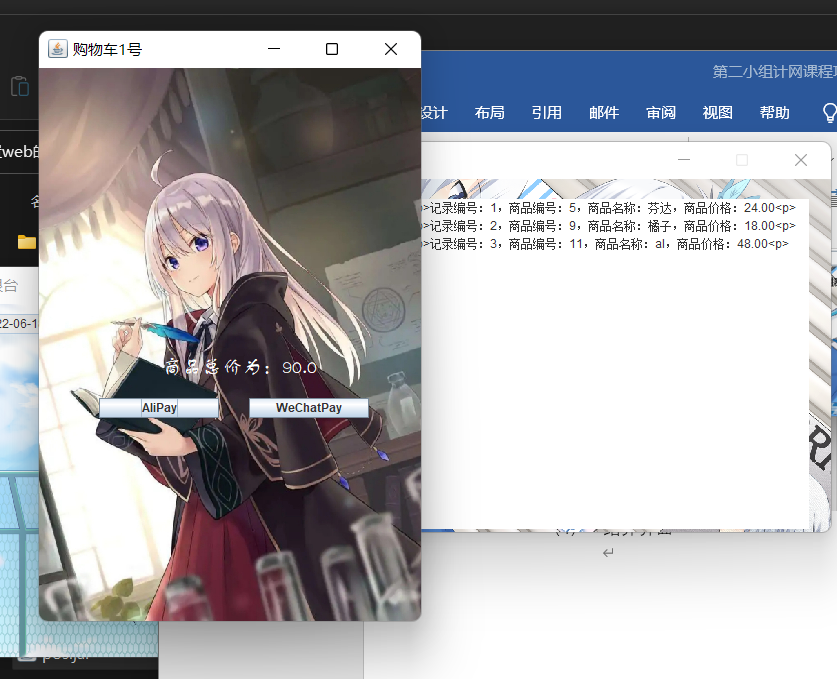 购物车1号
第二小组计网课程
设计 布局 引用 邮件 审阅 视图 帮助
web
记录编号：1，商品编号：5，商品名称：芬达，商品价格：24.00<p>
记录编号：2，商品编号：9，商品名称：橘子，商品价格：18.00<p>
记录编号：3，商品编号：11，商品名称：al，商品价格：48.00<p>
台
22-06-1
商品总价为：90.0
AliPay WeChatPay